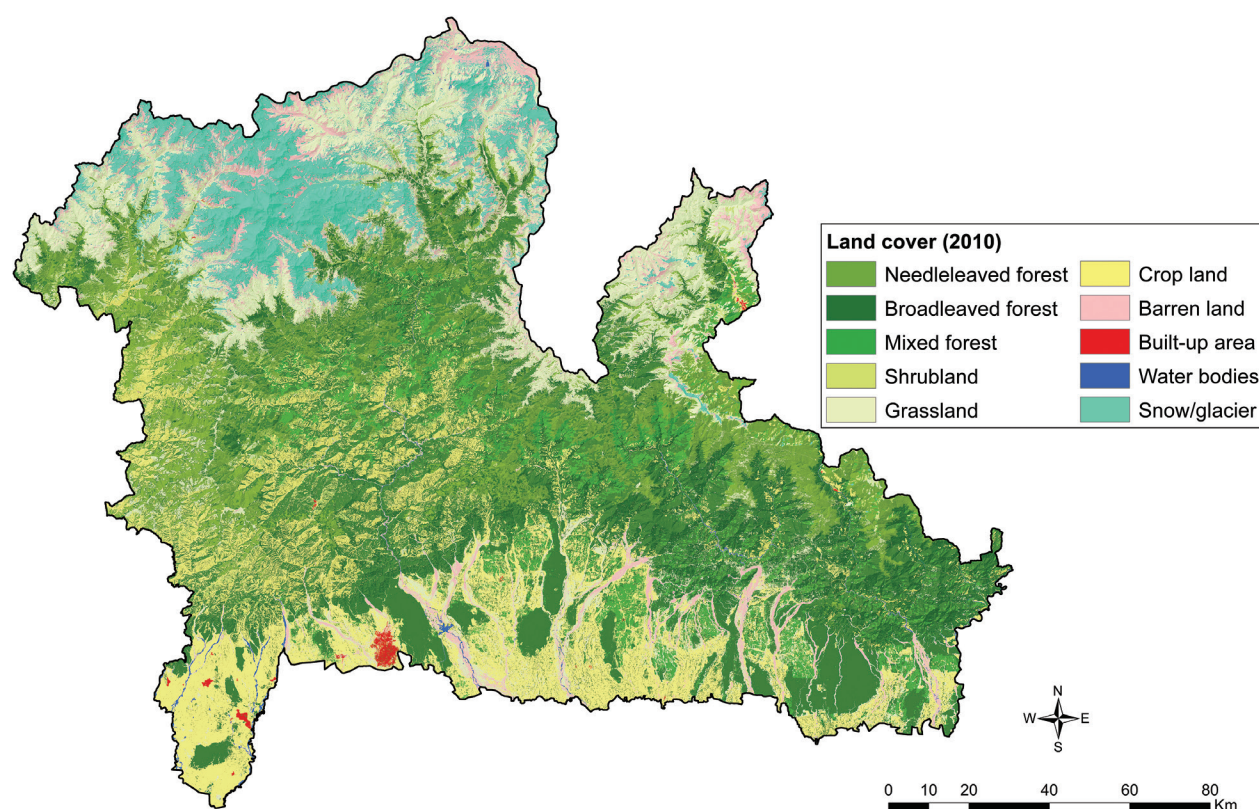 Land cover (2010)
Needleleaved forest
Broadleaved forest
Mixed forest
Shrubland
Grassland
Crop land
Barren land
Built-up area
Water bodies
Snow/glacier
N
W E
S
0 10 20 40 60 80
Km